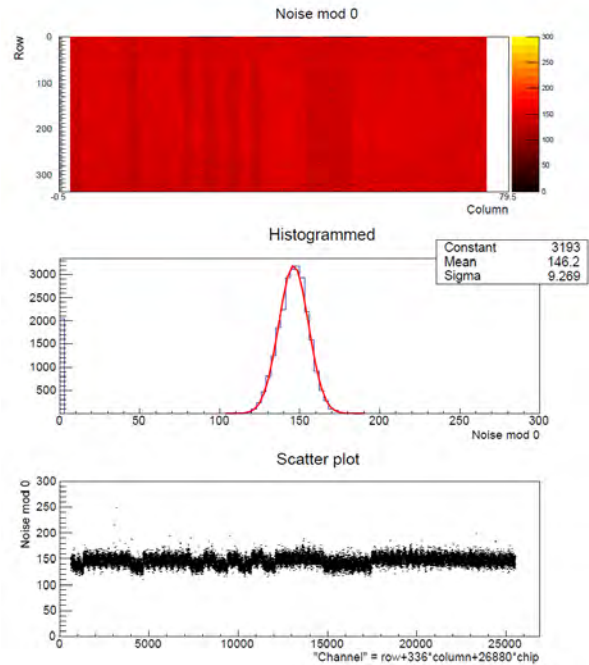 Noise mod 0
Row
0
100
200
300
-0.5
79.5
Column
300
250
200
150
100
50
0
Histogrammed
Constant 3193
Mean 146.2
Sigma 9.269
3000
2500
2000
1500
1000
500
0 50 100 150 200 250 300
Noise mod 0
Scatter plot
Noise mod 0
300
250
200
150
100
50
0
0 5000 10000 15000 20000 25000
"Channel" = row+336*column+26880*chip